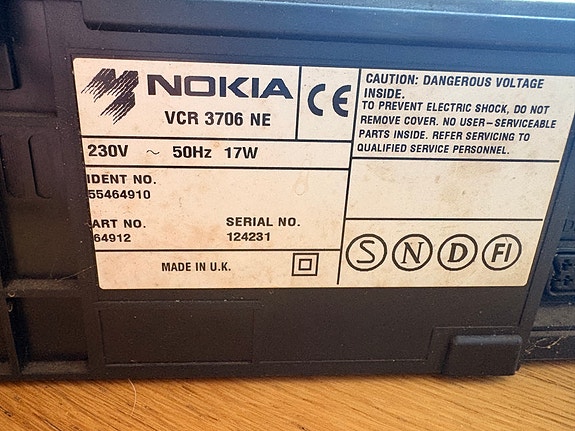 NOKIA
VCR 3706 NE
CE
230V ~ 50Hz 17W
IDENT NO.
55464910
ART NO.
64912
SERIAL NO.
124231
MADE IN U.K.
CAUTION: DANGEROUS VOLTAGE
INSIDE.
TO PREVENT ELECTRIC SHOCK, DO NOT
REMOVE COVER. NO USER–SERVICEABLE
PARTS INSIDE. REFER SERVICING TO
QUALIFIED SERVICE PERSONNEL.
S N D FI